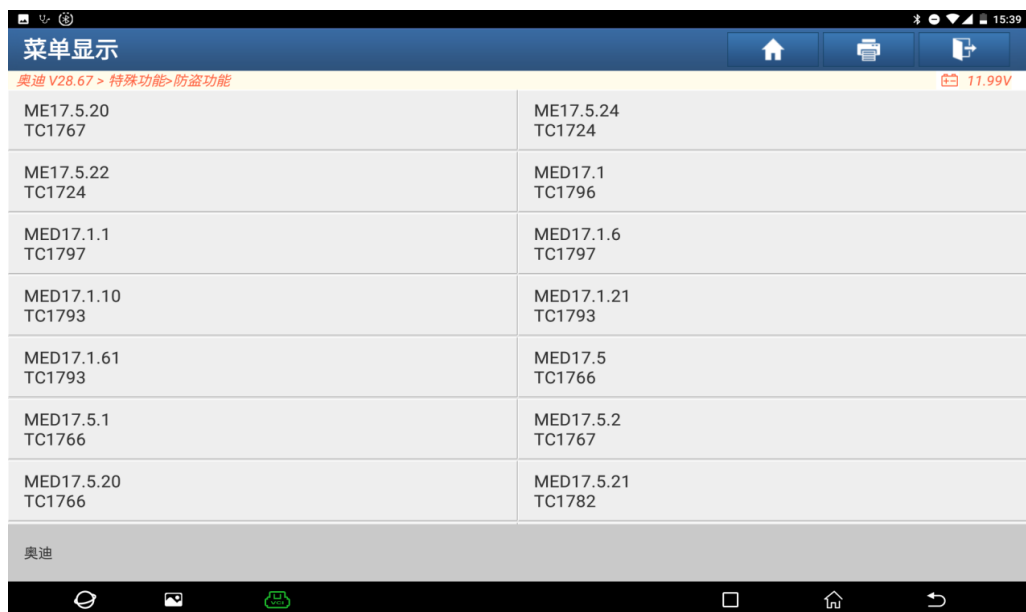 15:39
菜单显示
奥迪 V28.67 > 特殊功能>防盗功能
11.99V
ME17.5.20
TC1767
ME17.5.24
TC1724
ME17.5.22
TC1724
MED17.1
TC1796
MED17.1.1
TC1797
MED17.1.6
TC1797
MED17.1.10
TC1793
MED17.1.21
TC1793
MED17.1.61
TC1793
MED17.5
TC1766
MED17.5.1
TC1766
MED17.5.2
TC1767
MED17.5.20
TC1766
MED17.5.21
TC1782
奥迪
VCI